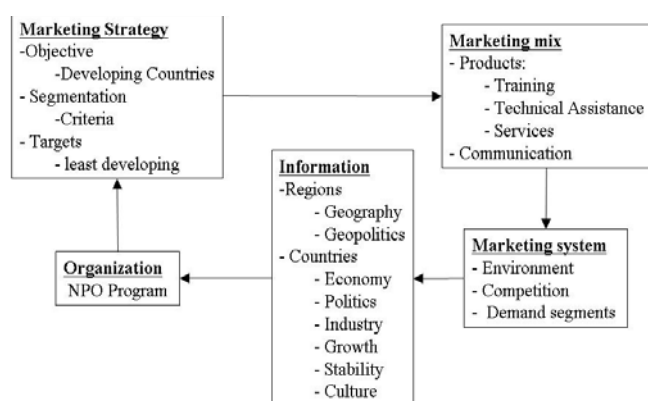 Marketing Strategy
-Objective
-Developing Countries
- Segmentation
-Criteria
- Targets
- least developing
Marketing mix
- Products:
- Training
- Technical Assistance
- Services
- Communication
Information
-Regions
- Geography
- Geopolitics
- Countries
- Economy
- Politics
- Industry
- Growth
- Stability
- Culture
Organization
NPO Program
Marketing system
- Environment
- Competition
- Demand segments